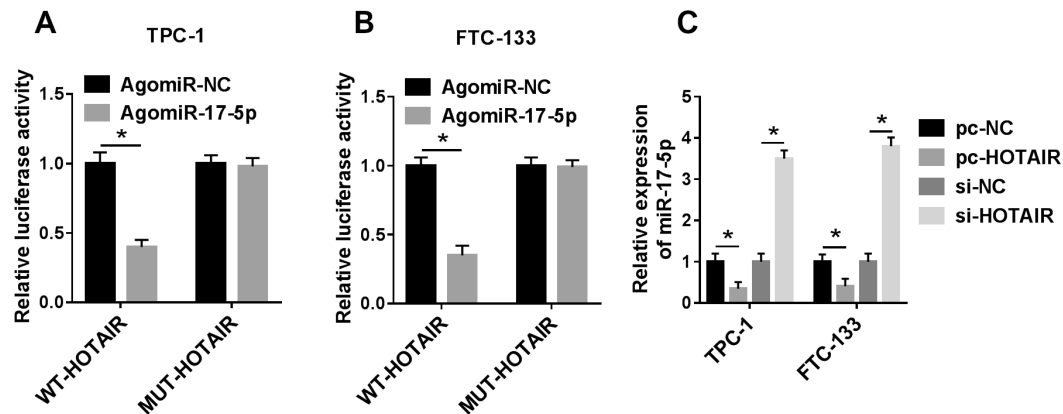 A
TPC-1
AgomiR-NC
AgomiR-17-5p
Relative luciferase activity
1.5
1.0
0.5
0.0
*
WT-HOTAIR
MUT-HOTAIR
B
FTC-133
AgomiR-NC
AgomiR-17-5p
Relative luciferase activity
1.5
1.0
0.5
0.0
*
WT-HOTAIR
MUT-HOTAIR
C
Relative expression
of miR-17-5p
5
4
3
2
1
0
*
*
*
*
TPC-1
FTC-133
pc-NC
pc-HOTAIR
si-NC
si-HOTAIR